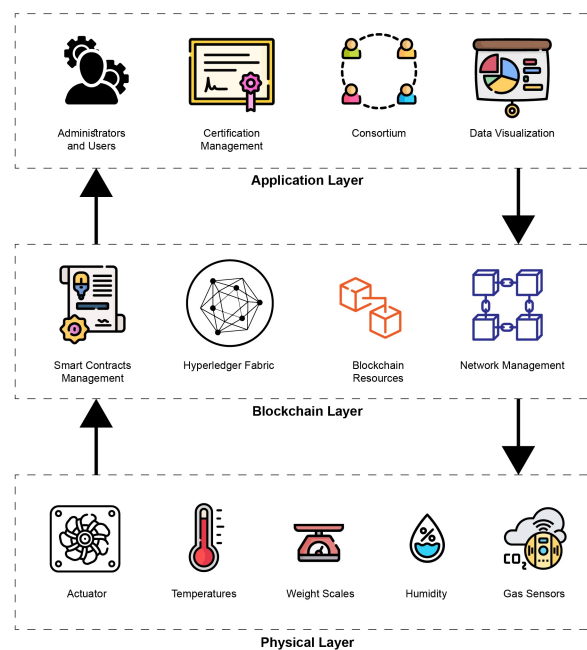 Administrators
and Users
Certification
Management
Consortium
Data Visualization
Application Layer
Smart Contracts
Management
Hyperledger Fabric
Blockchain
Resources
Network Management
Blockchain Layer
%
CO2
Actuator
Temperatures
Weight Scales
Humidity
Gas Sensors
Physical Layer